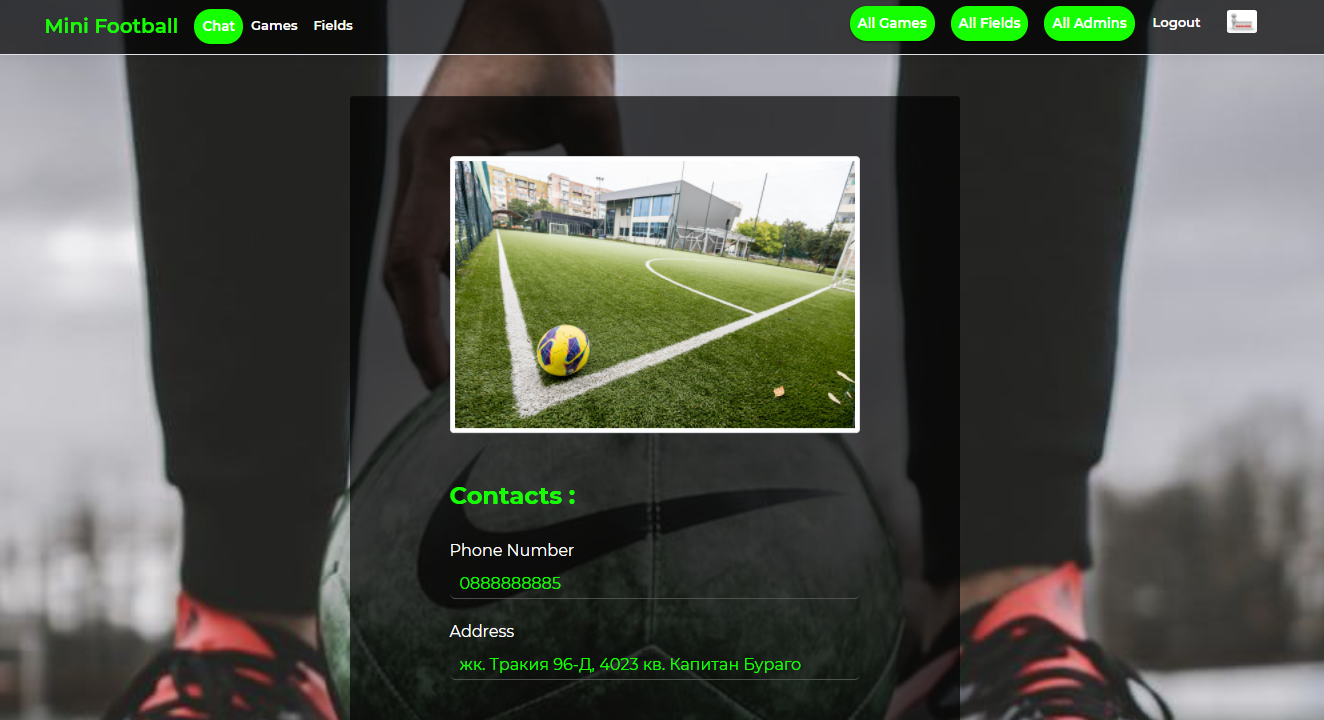 Mini Football Chat Games Fields All Games All Fields All Admins Logout
Contacts :
Phone Number
0888888885
Address
жк. Тракия 96-Д, 4023 кв. Капитан Бураго